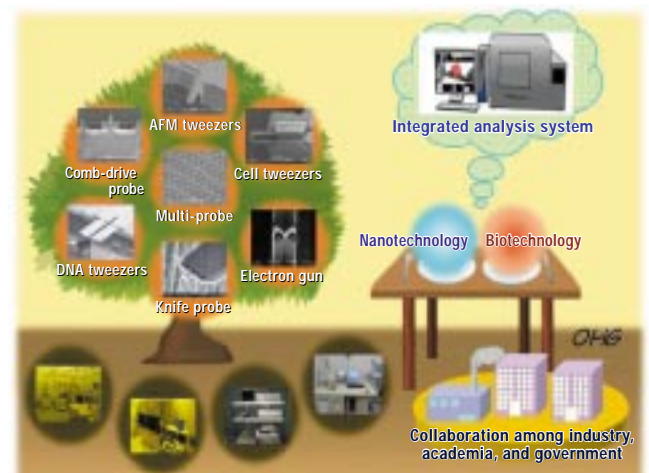 AFM tweezers
Comb-drive
probe
Cell tweezers
Multi-probe
DNA tweezers
Electron gun
Knife probe
Integrated analysis system
Nanotechnology
Biotechnology
OHG
Collaboration among industry,
academia, and government